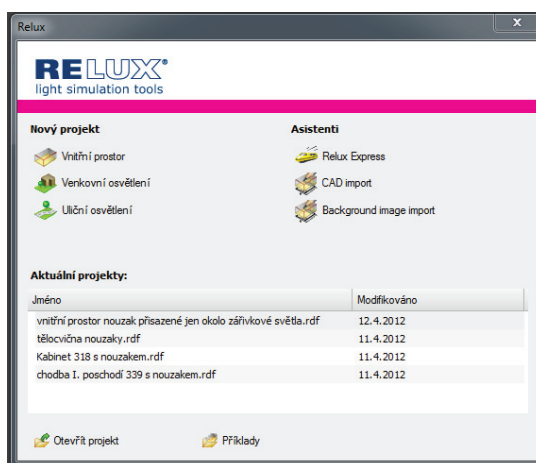 Relux
RELUX®
light simulation tools
Nový projekt
Vnitřní prostor
Venkovní osvětlení
Uliční osvětlení
Asistenti
Relux Express
CAD import
Background image import
Aktuální projekty:
Jméno Modifikováno
vnitřní prostor nouzak přisazené jen okolo zářivkové světla.rdf 12.4.2012
tělocvična nouzaky.rdf 11.4.2012
Kabinet 318 s nouzakem.rdf 11.4.2012
chodba I. poschodí 339 s nouzakem.rdf 11.4.2012
Otevřít projekt Příklady